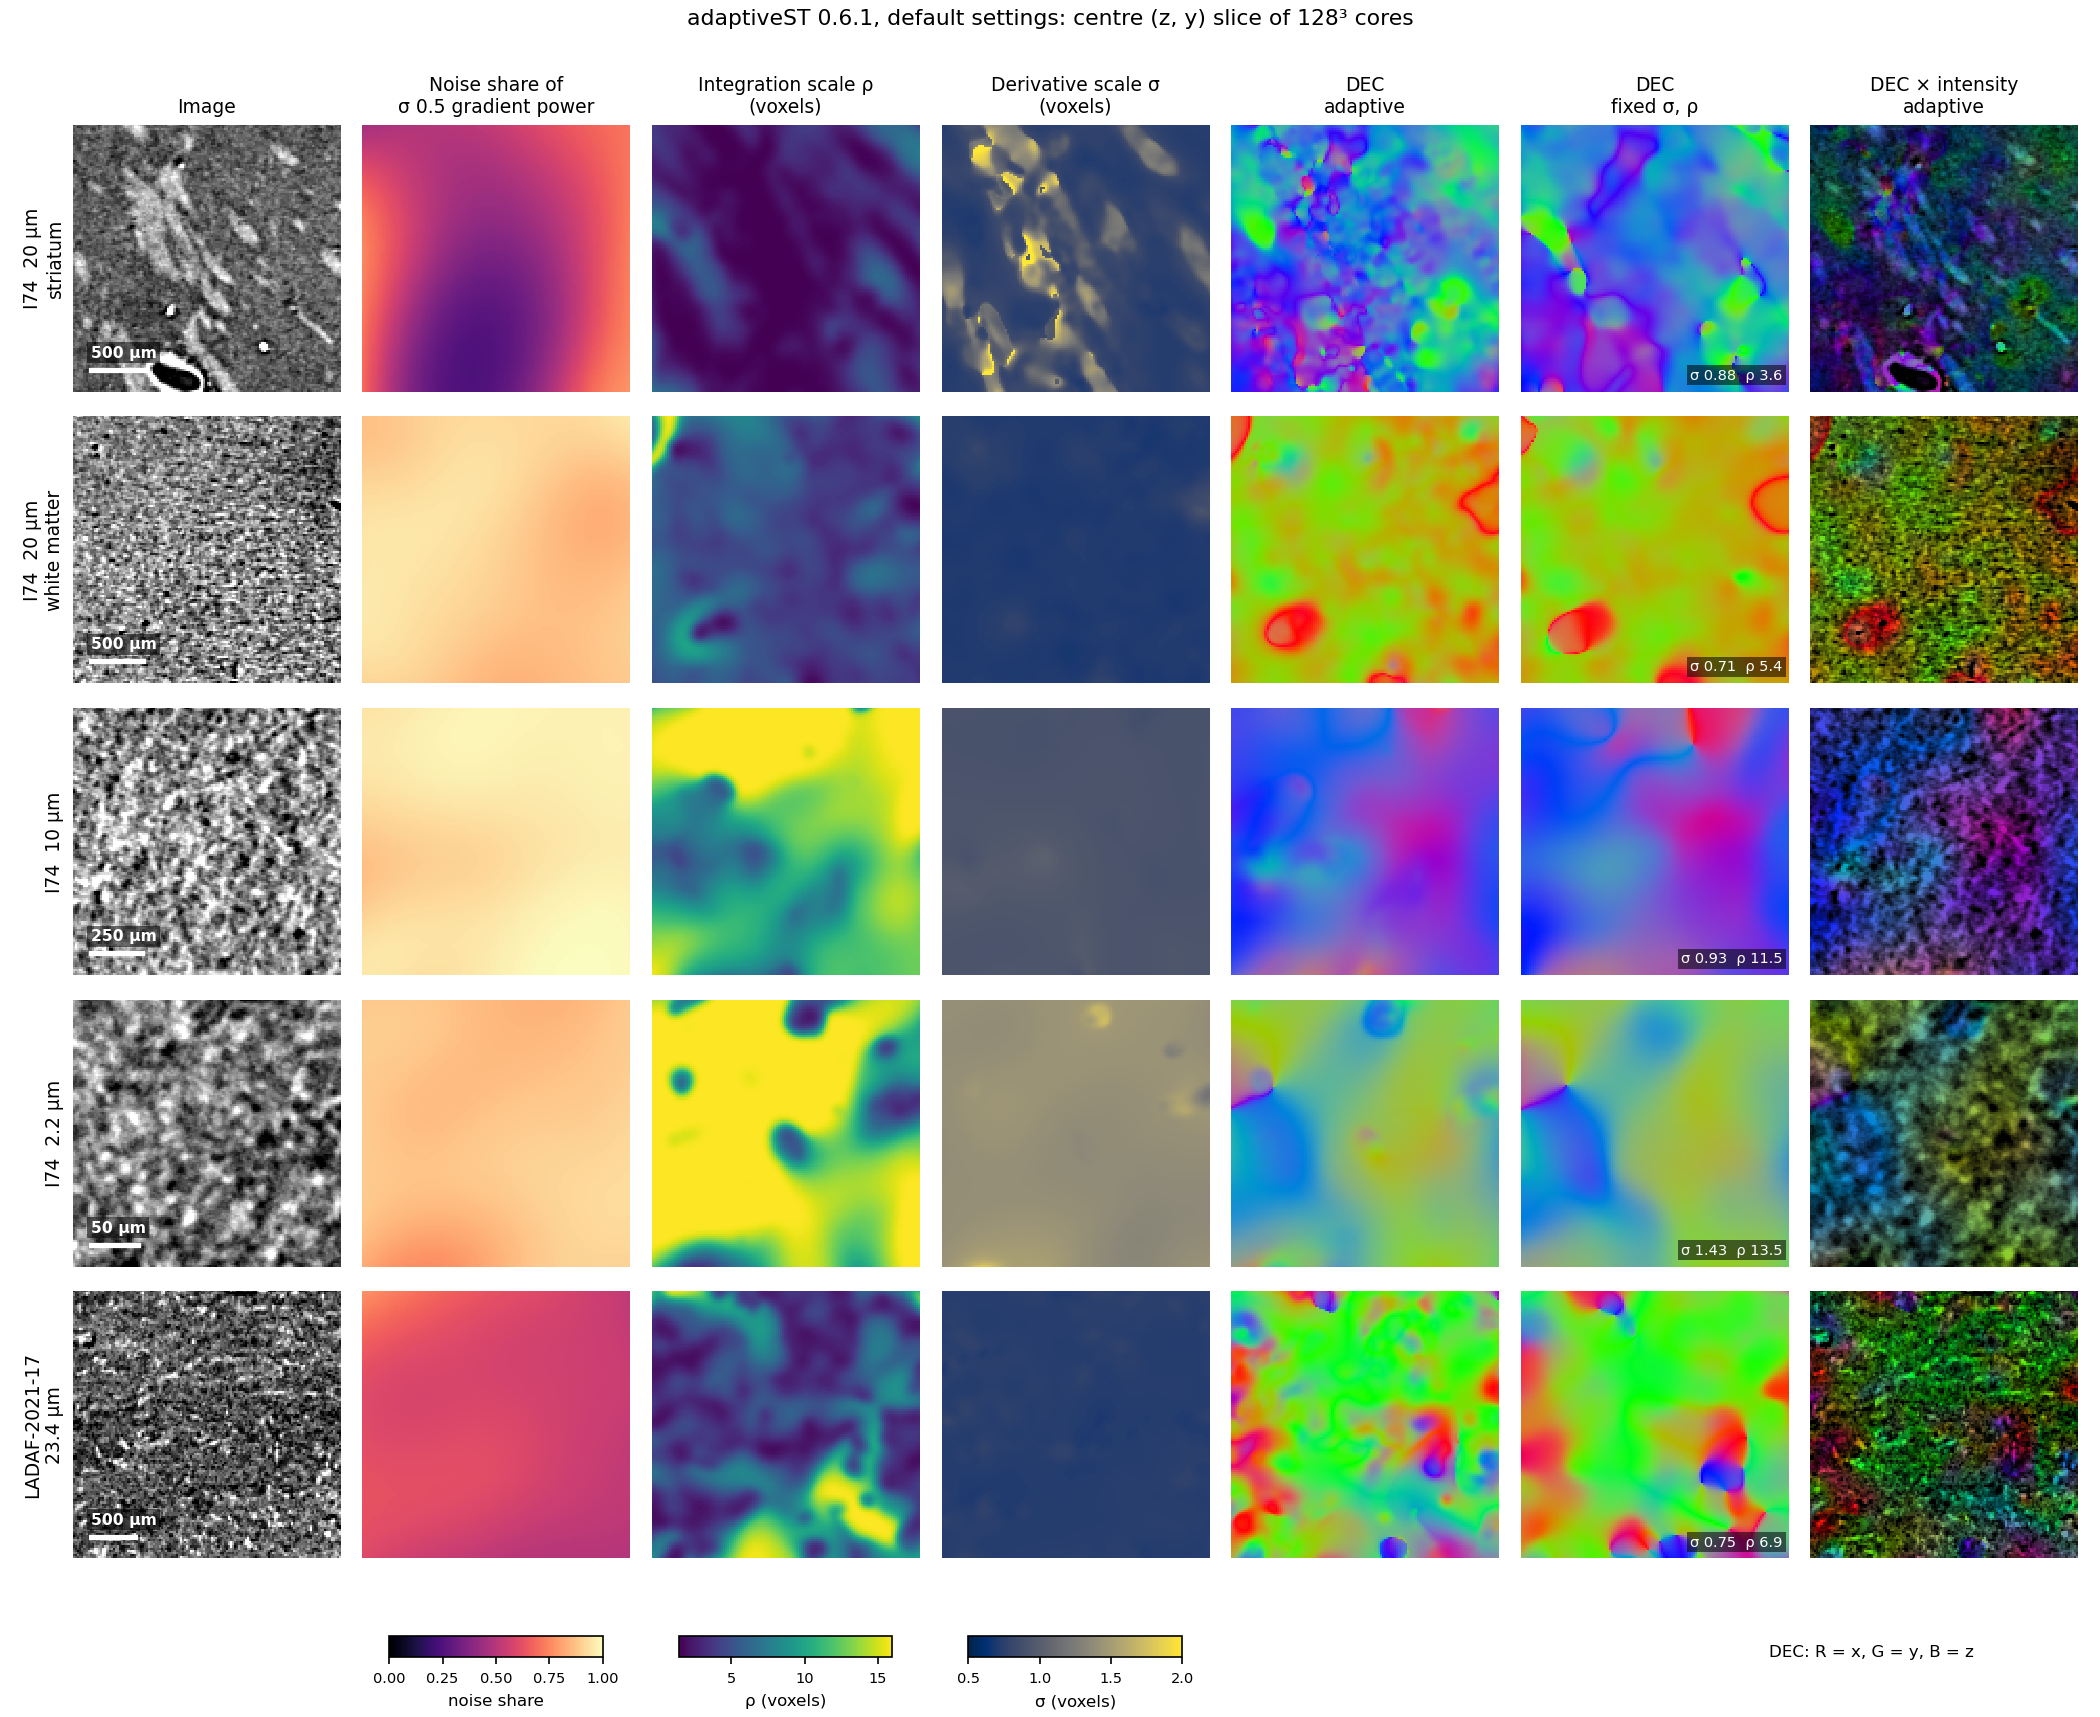 adaptiveST 0.6.1, default settings: centre (z, y) slice of 128³ cores
Image
Noise share of
σ 0.5 gradient power
Integration scale ρ
(voxels)
Derivative scale σ
(voxels)
DEC
adaptive
DEC
fixed σ, ρ
DEC × intensity
adaptive
I74 20 µm
striatum
500 µm
σ 0.88 ρ 3.6
I74 20 µm
white matter
500 µm
σ 0.71 ρ 5.4
I74 10 µm
250 µm
σ 0.93 ρ 11.5
I74 2.2 µm
50 µm
σ 1.43 ρ 13.5
LADAF-2021-17
23.4 µm
500 µm
σ 0.75 ρ 6.9
0.00 0.25 0.50 0.75 1.00
noise share
5 10 15
ρ (voxels)
0.5 1.0 1.5 2.0
σ (voxels)
DEC: R = x, G = y, B = z